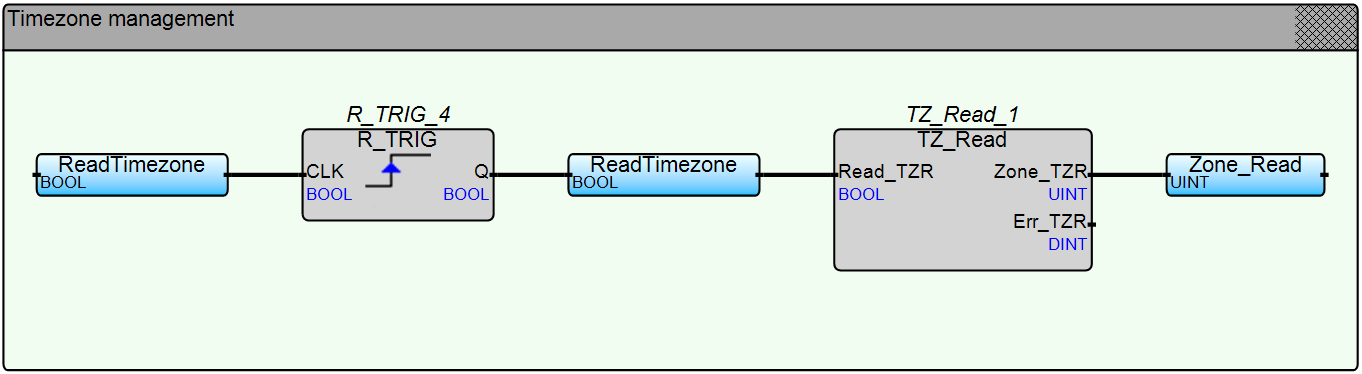 Timezone management
R_TRIG_4
TZ_Read_1
R_TRIG
TZ_Read
ReadTimezone
BOOL
CLK
BOOL
Q
BOOL
ReadTimezone
BOOL
Read_TZR
BOOL
Zone_TZR
UINT
Err_TZR
DINT
Zone_Read
UINT